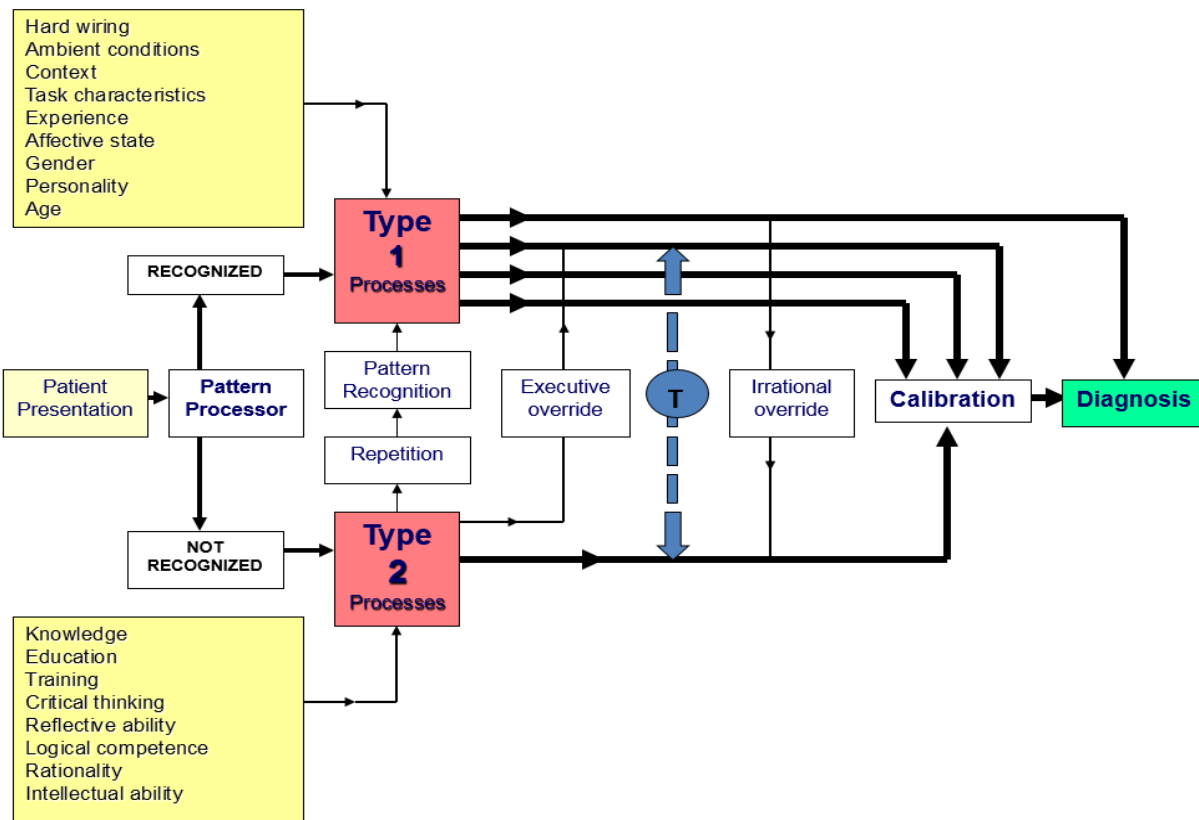 Hard wiring
Ambient conditions
Context
Task characteristics
Experience
Affective state
Gender
Personality
Age
Type
1
Processes
RECOGNIZED
Patient
Presentation
Pattern
Processor
Pattern
Recognition
Executive
override
T
Irrational
override
Calibration
Diagnosis
Repetition
NOT
RECOGNIZED
Type
2
Processes
Knowledge
Education
Training
Critical thinking
Reflective ability
Logical competence
Rationality
Intellectual ability